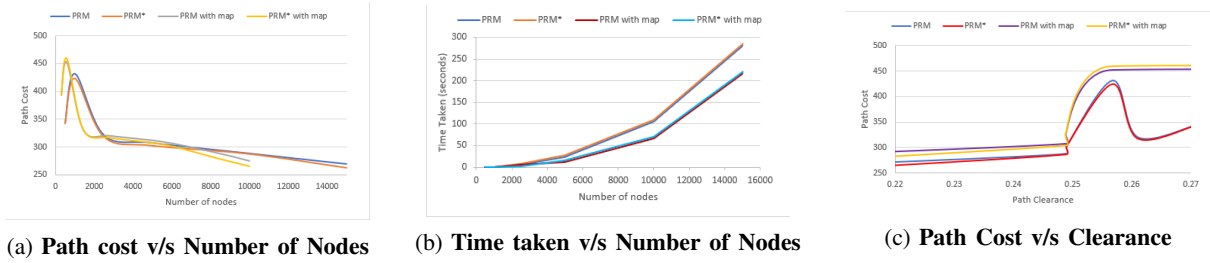 PRM PRM* PRM with map PRM* with map
500
450
400
350
300
250
Path Cost
0 2000 4000 6000 8000 10000 12000 14000
Number of nodes
(a) Path cost v/s Number of Nodes
PRM PRM* PRM with map PRM* with map
300
250
200
150
100
50
0
Time Taken (seconds)
0 2000 4000 6000 8000 10000 12000 14000 16000
Number of nodes
(b) Time taken v/s Number of Nodes
PRM PRM* PRM with map PRM* with map
500
450
400
350
300
250
Path Cost
0.22 0.23 0.24 0.25 0.26 0.27
Path Clearance
(c) Path Cost v/s Clearance